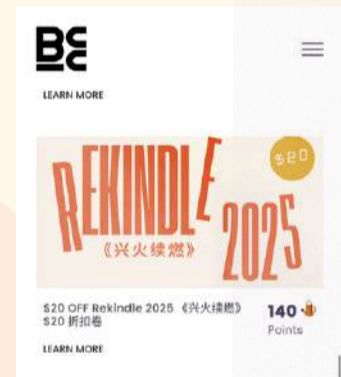 BCC
LEARN MORE
REKINDLE
$20
《兴火续燃》
2025
$20 OFF Rekindle 2025 《兴火续燃》
$20 折扣卷
140
Points
LEARN MORE